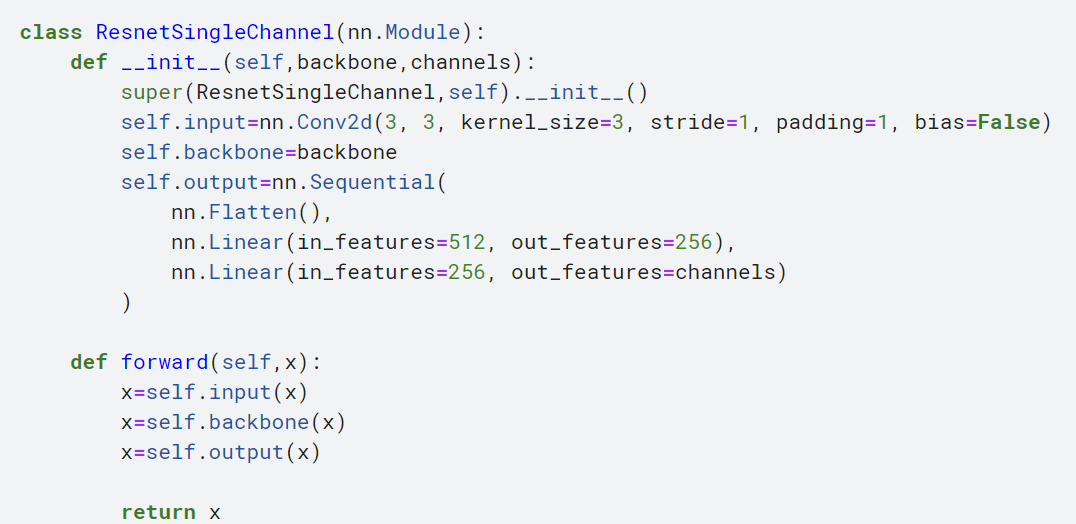 class ResnetSingleChannel(nn.Module):
    def __init__(self,backbone,channels):
        super(ResnetSingleChannel,self).__init__()
        self.input=nn.Conv2d(3, 3, kernel_size=3, stride=1, padding=1, bias=False)
        self.backbone=backbone
        self.output=nn.Sequential(
            nn.Flatten(),
            nn.Linear(in_features=512, out_features=256),
            nn.Linear(in_features=256, out_features=channels)
        )
    def forward(self,x):
        x=self.input(x)
        x=self.backbone(x)
        x=self.output(x)
        return x